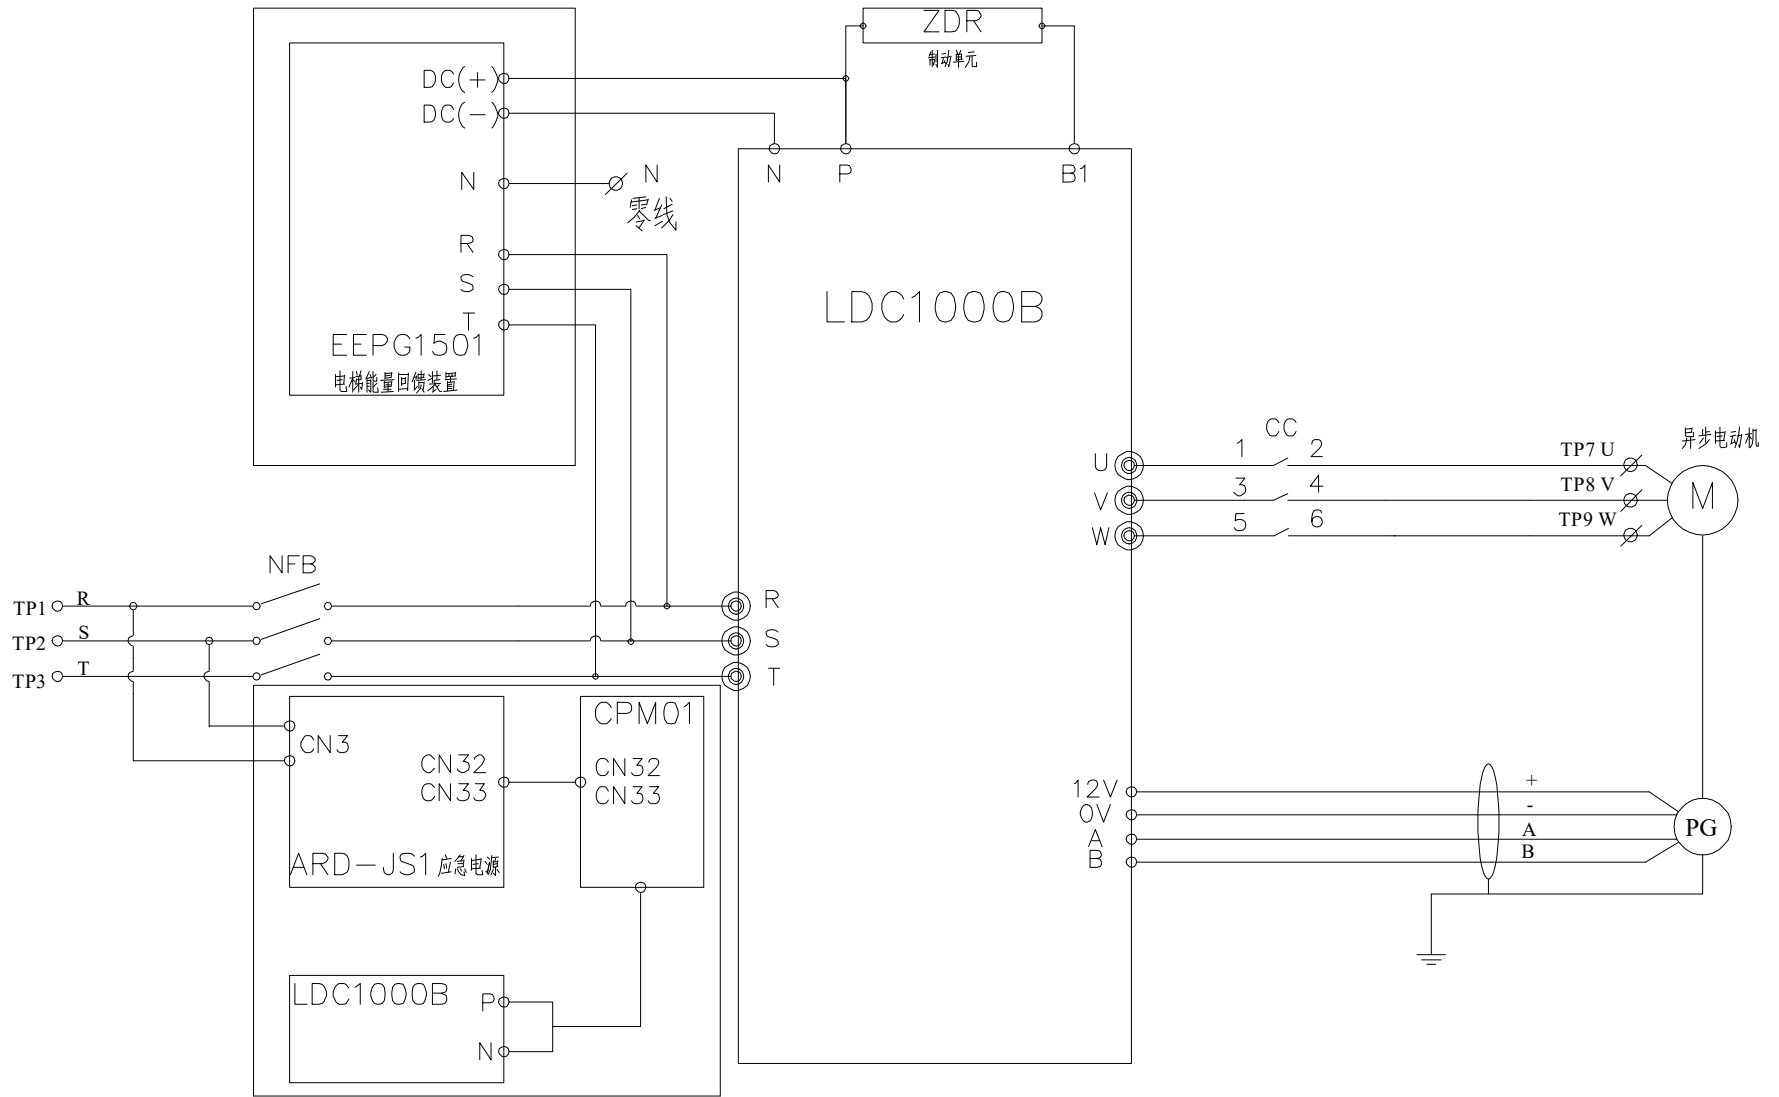 ZDR
制动单元
DC(+)
DC(-)
N
R
S
T
EEPG1501
电梯能量回馈装置
N
零线
N
P
B1
LDC1000B
U
V
W
1
CC
2
3
4
5
6
TP7 U
TP8 V
TP9 W
异步电动机
M
NFB
TP1
R
TP2
S
TP3
T
R
S
T
CN3
CN32
CN33
ARD-JS1 应急电源
CPM01
CN32
CN33
LDC1000B
P
N
12V
0V
A
B
+
-
A
B
PG